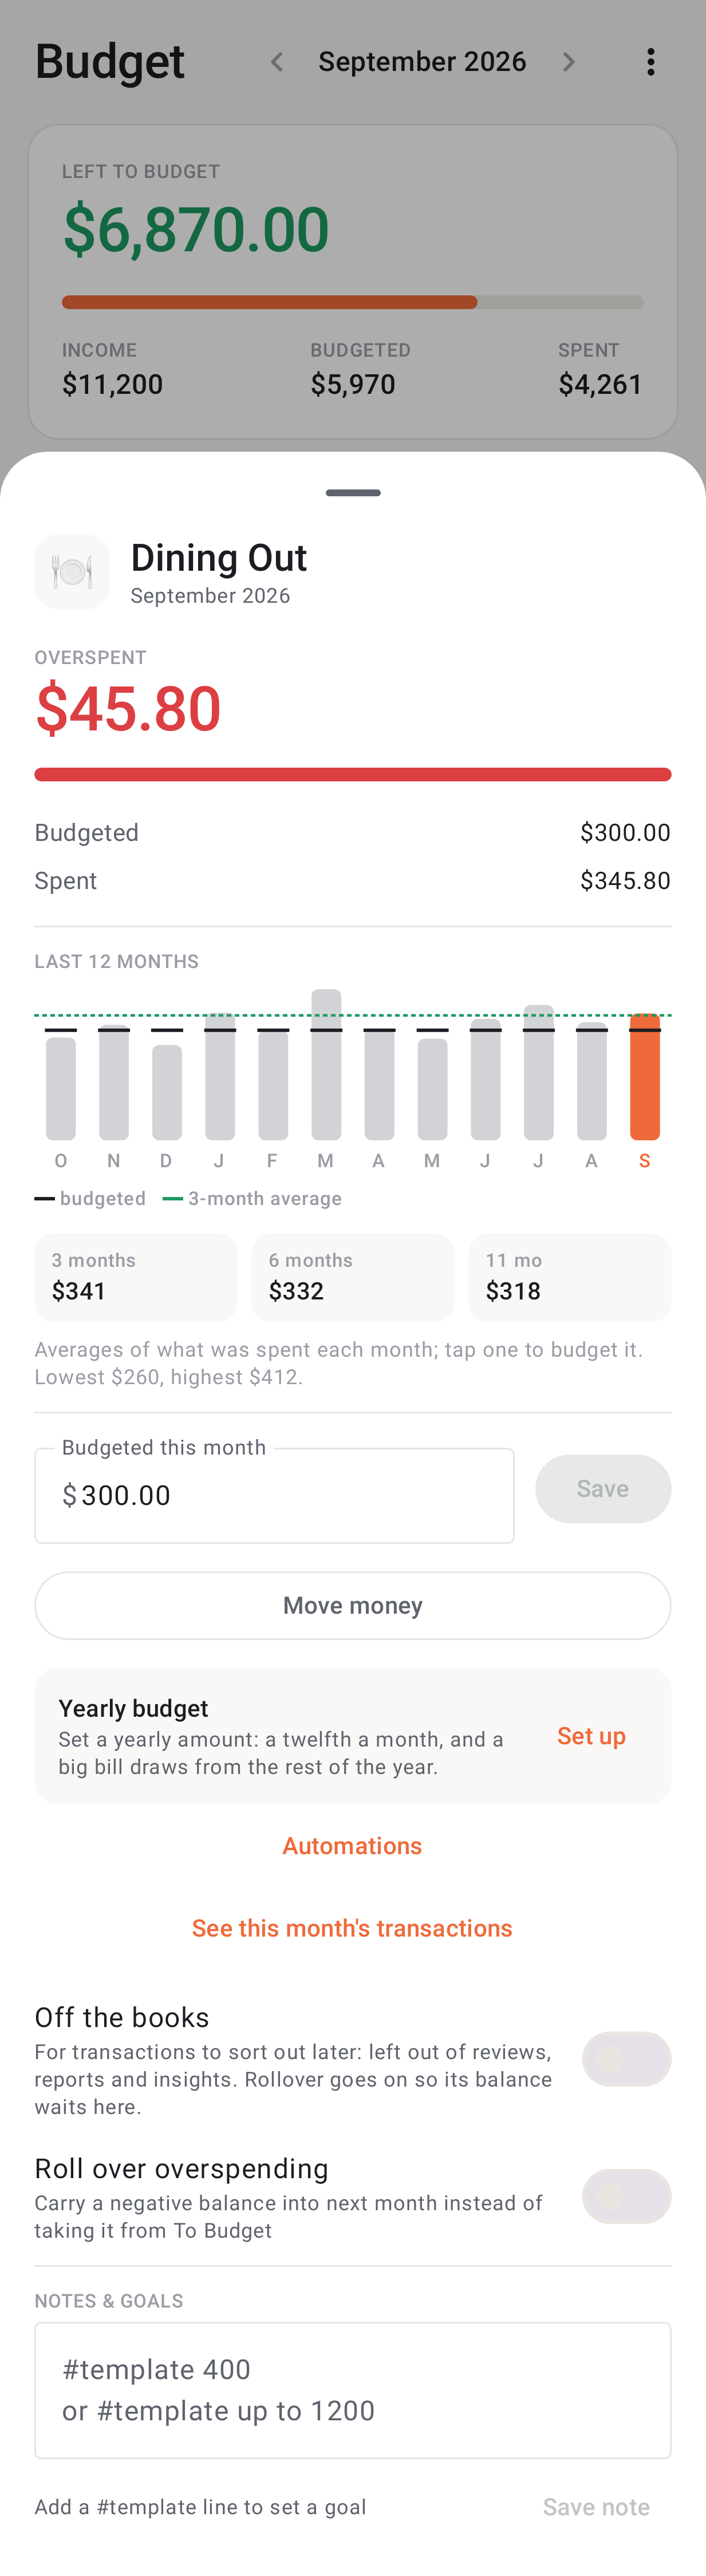 Budget
September 2026
LEFT TO BUDGET
$6,870.00
INCOME
BUDGETED
SPENT
$11,200
$5,970
$4,261
Dining Out
September 2026
OVERSPENT
$45.80
Budgeted
$300.00
Spent
$345.80
LAST 12 MONTHS
O N D J F M A M J J A S
budgeted
3-month average
3 months
6 months
11 mo
$341
$332
$318
Averages of what was spent each month; tap one to budget it.
Lowest $260, highest $412.
Budgeted this month
$ 300.00
Save
Move money
Yearly budget
Set a yearly amount: a twelfth a month, and a
big bill draws from the rest of the year.
Set up
Automations
See this month's transactions
Off the books
For transactions to sort out later: left out of reviews,
reports and insights. Rollover goes on so its balance
waits here.
Roll over overspending
Carry a negative balance into next month instead of
taking it from To Budget
NOTES & GOALS
#template 400
or #template up to 1200
Add a #template line to set a goal
Save note